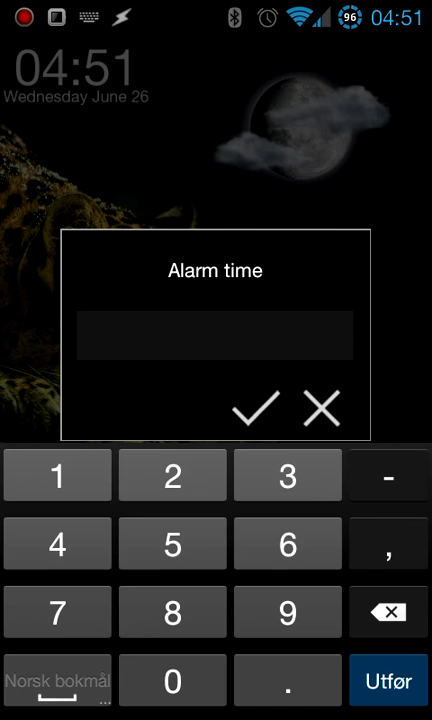 96 04:51
04:51
Wednesday June 26
Alarm time
1 2 3 -
4 5 6 ,
7 8 9
Norsk bokmål ... 0 . Utfør